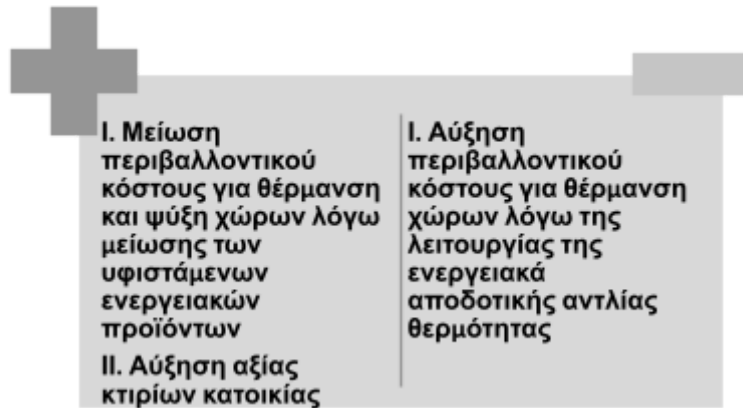 Ι. Μείωση
περιβαλλοντικού
κόστους για θέρμανση
και ψύξη χώρων λόγω
μείωσης των
υφιστάμενων
ενεργειακών
προϊόντων
ΙΙ. Αύξηση αξίας
κτιρίων κατοικίας
Ι. Αύξηση
περιβαλλοντικού
κόστους για θέρμανση
χώρων λόγω της
λειτουργίας της
ενεργειακά
αποδοτικής αντλίας
θερμότητας